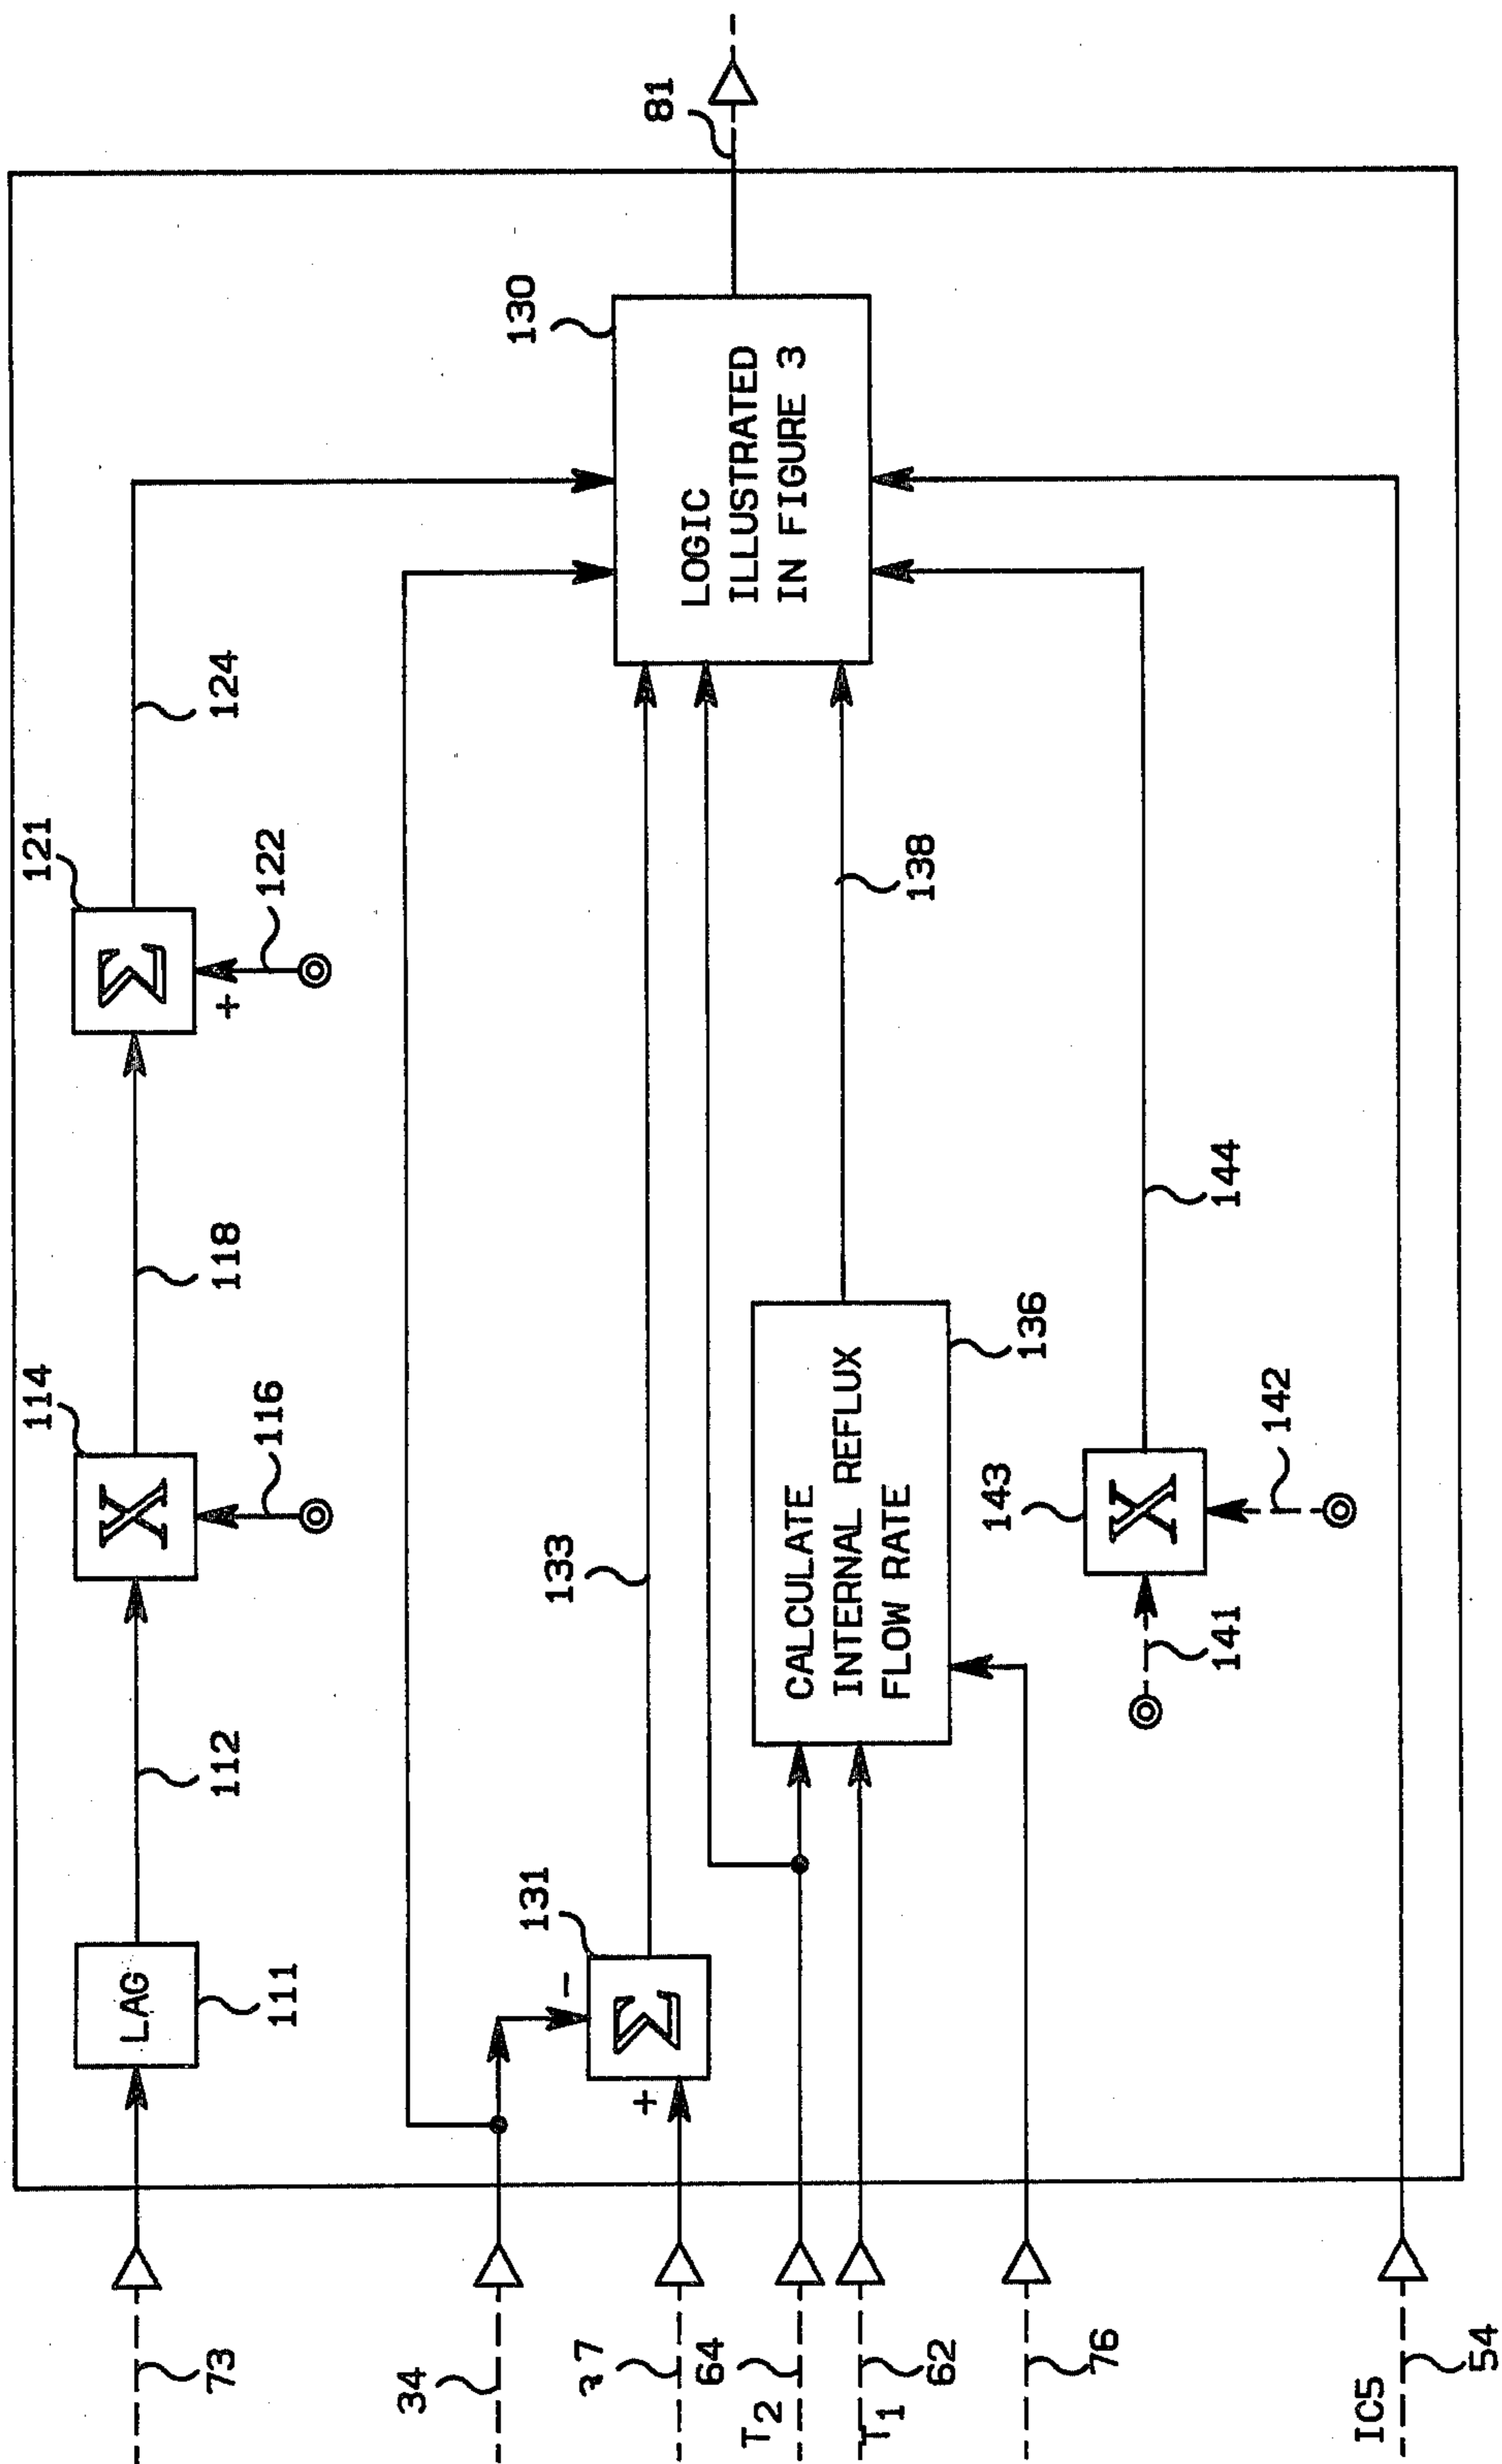 114
121
LAG
X
Σ
73
112
118
+
124
111
116
122
34
131
133
130
-
+
Σ
37
81
64
LOGIC
ILLUSTRATED
IN FIGURE 3
T2
CALCULATE
INTERNAL REFLUX
FLOW RATE
T1
62
138
143
136
76
X
141
144
142
IC5
54